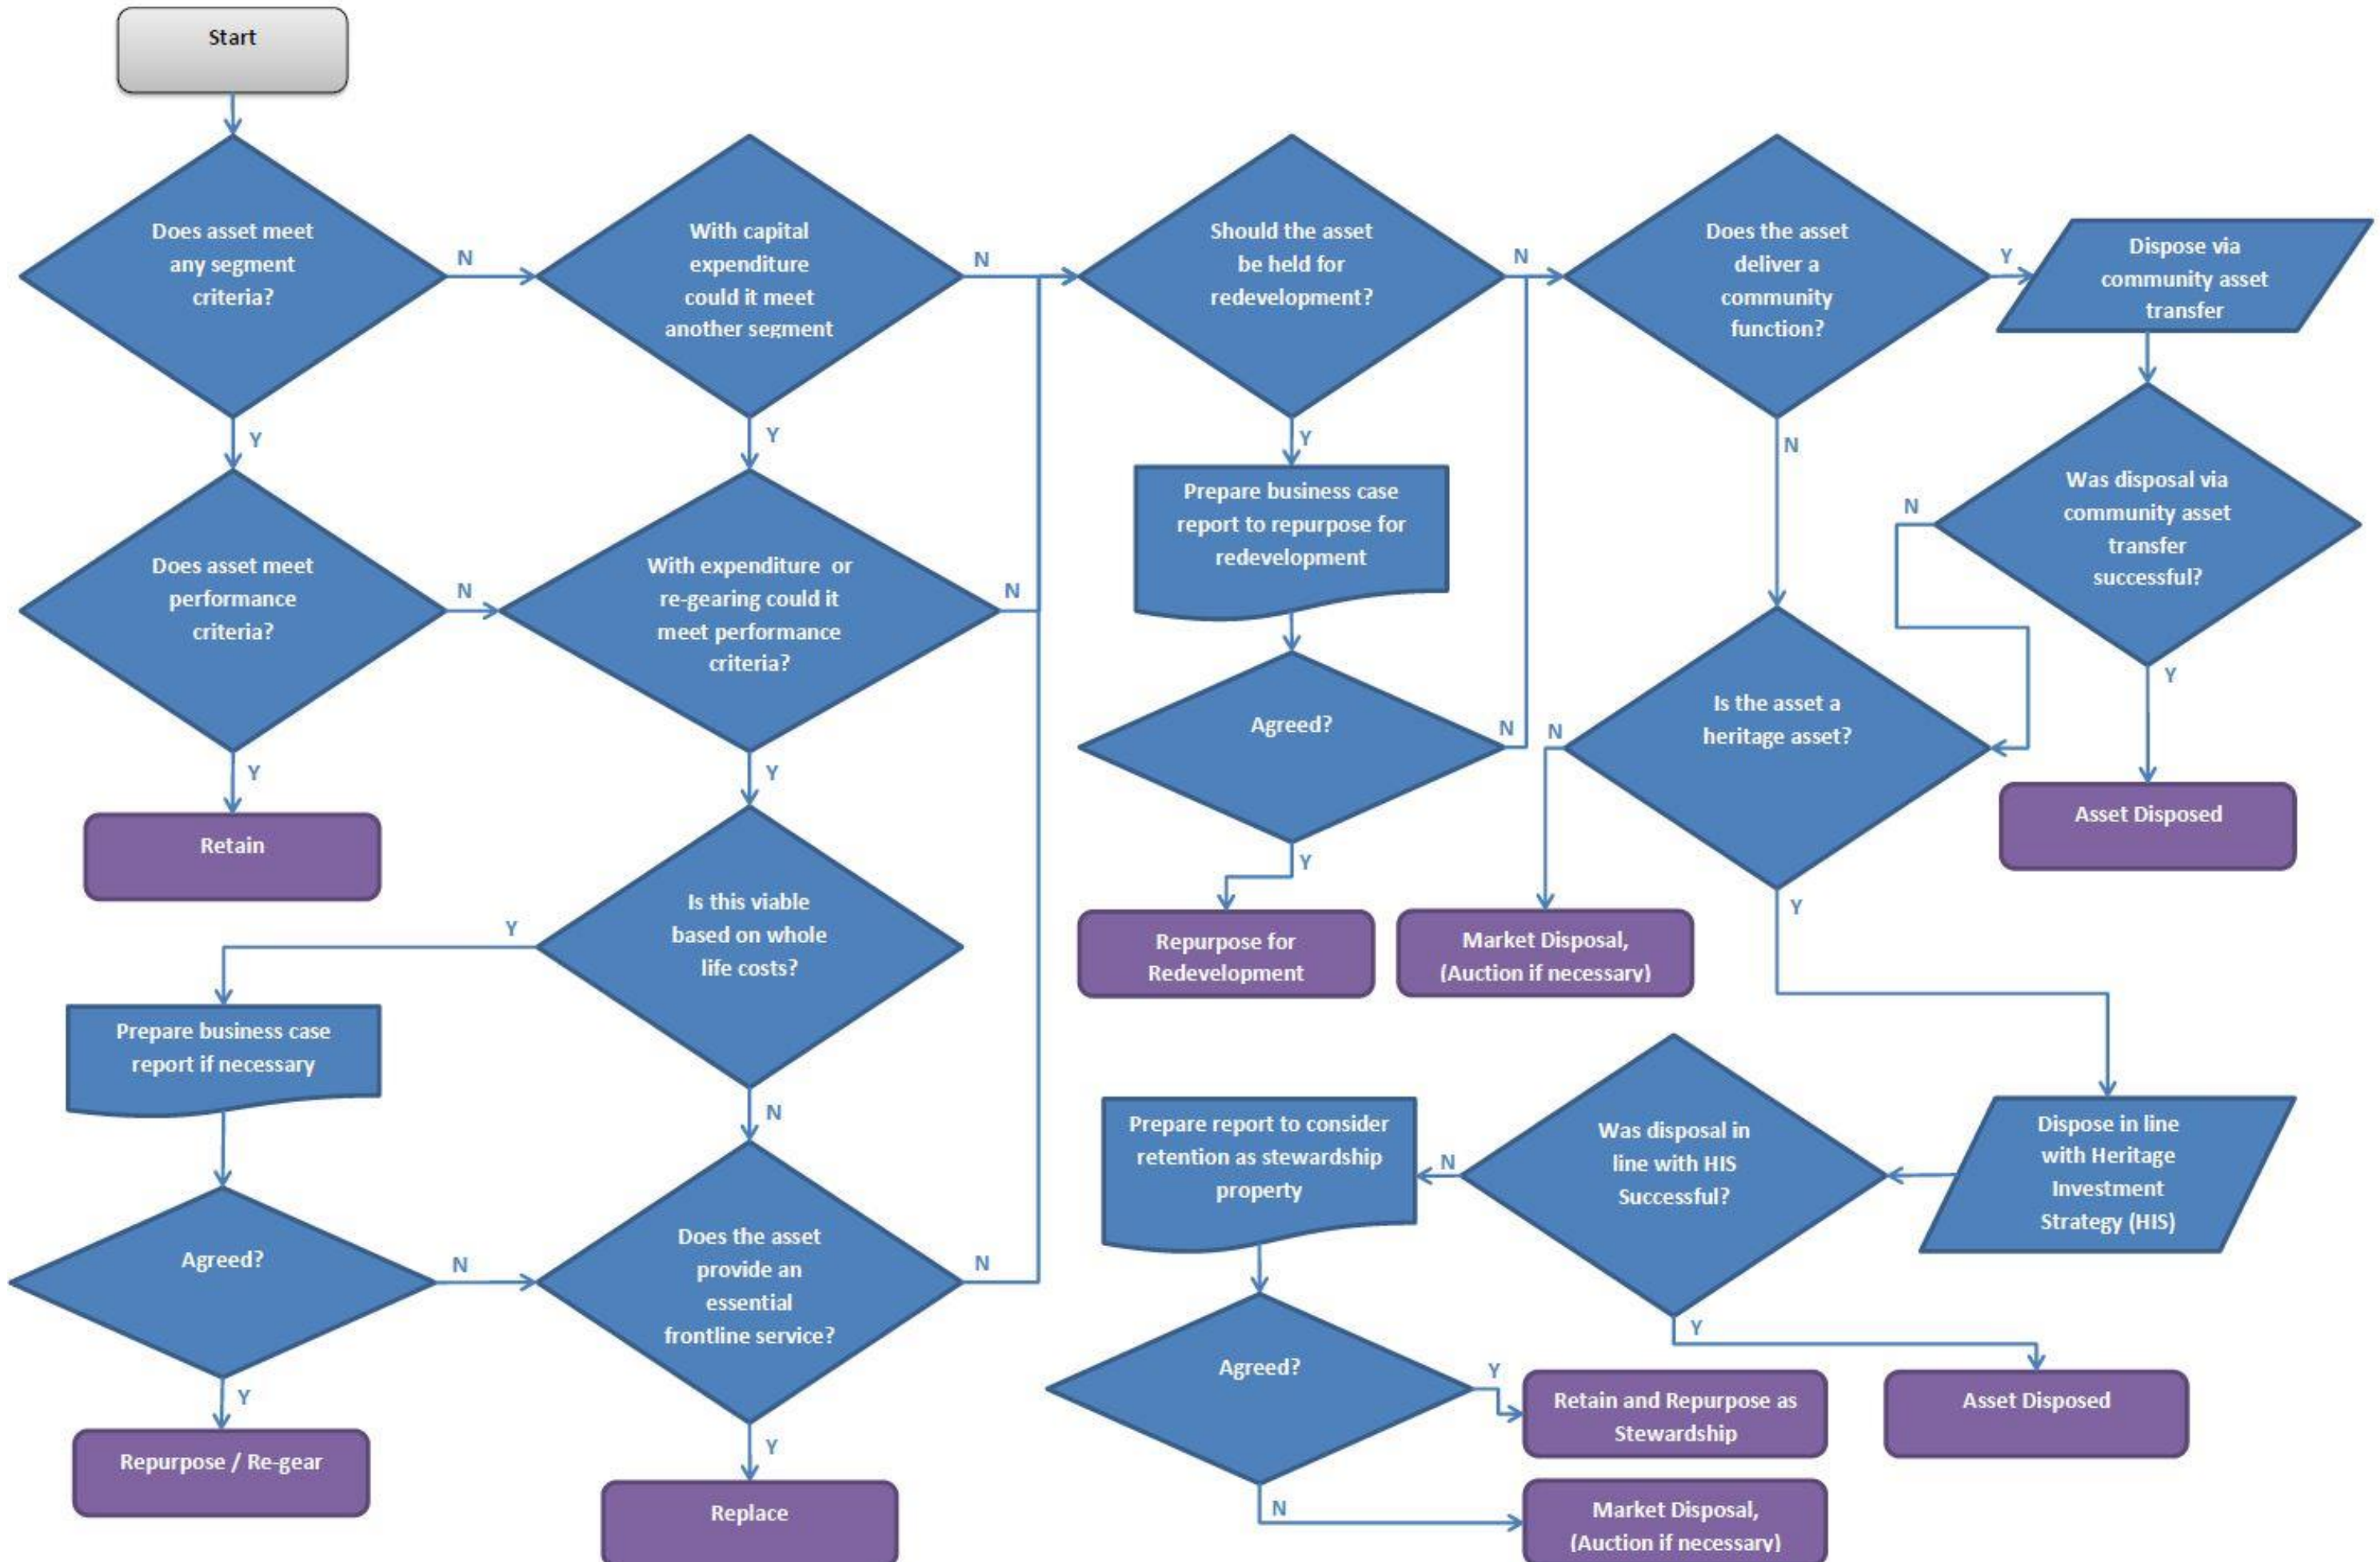 Start
Does asset meet
any segment
criteria?
N
Y
With capital
expenditure
could it meet
another segment
N
Y
Should the asset
be held for
redevelopment?
N
Y
Does the asset
deliver a
community
function?
Y
N
Dispose via
community asset
transfer
Was disposal via
community asset
transfer
successful?
N
Y
Asset Disposed
Does asset meet
performance
criteria?
N
Y
Retain
With expenditure or
re-gearing could it
meet performance
criteria?
N
Y
Prepare business case
report to repurpose for
redevelopment
Agreed?
N
Y
Repurpose for
Redevelopment
Is the asset a
heritage asset?
N
Y
Market Disposal,
(Auction if necessary)
Is this viable
based on whole
life costs?
Y
N
Prepare business case
report if necessary
Agreed?
N
Y
Repurpose / Re-gear
Does the asset
provide an
essential
frontline service?
N
Y
Replace
Dispose in line
with Heritage
Investment
Strategy (HIS)
Was disposal in
line with HIS
Successful?
N
Y
Asset Disposed
Prepare report to consider
retention as stewardship
property
Agreed?
Y
N
Retain and Repurpose as
Stewardship
Market Disposal,
(Auction if necessary)